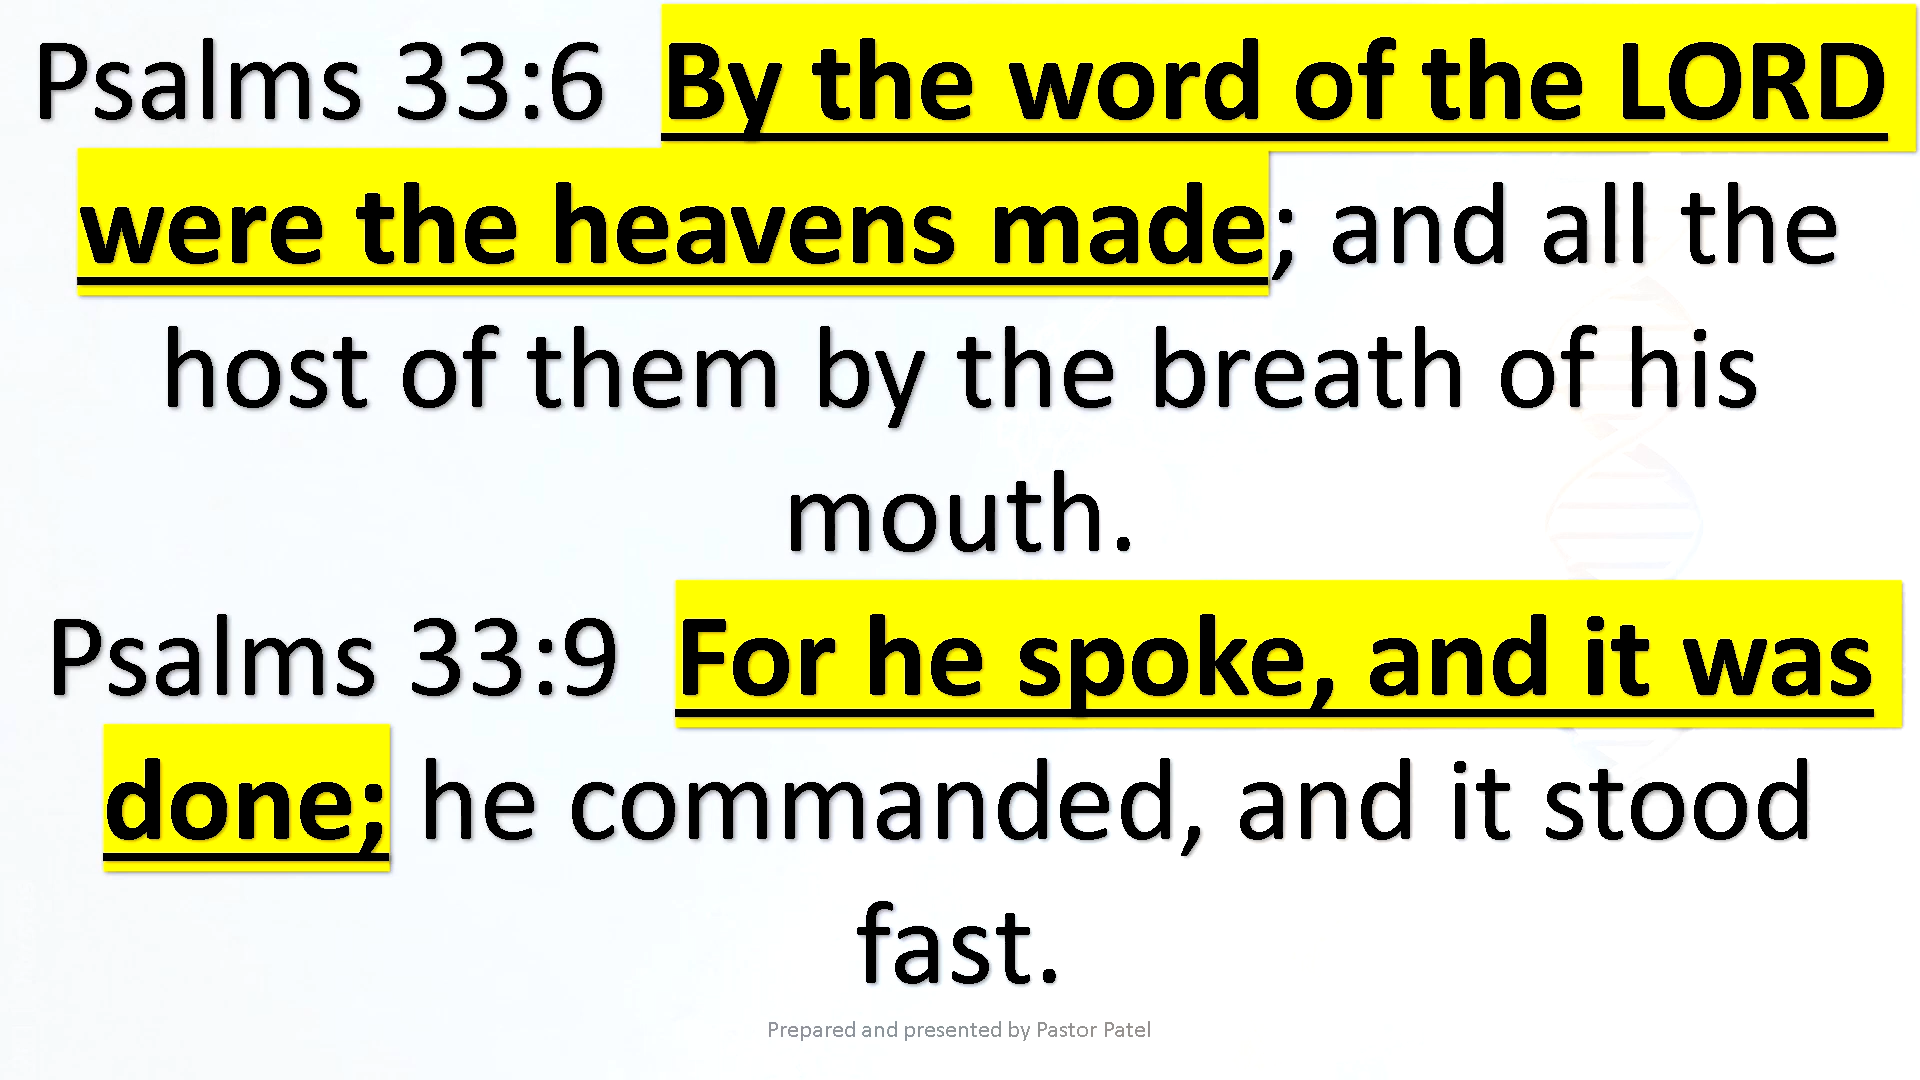 Psalms 33:6  By the word of the LORD
were the heavens made; and all the
host of them by the breath of his
mouth.
Psalms 33:9  For he spoke, and it was
done; he commanded, and it stood
fast.
Prepared and presented by Pastor Patel